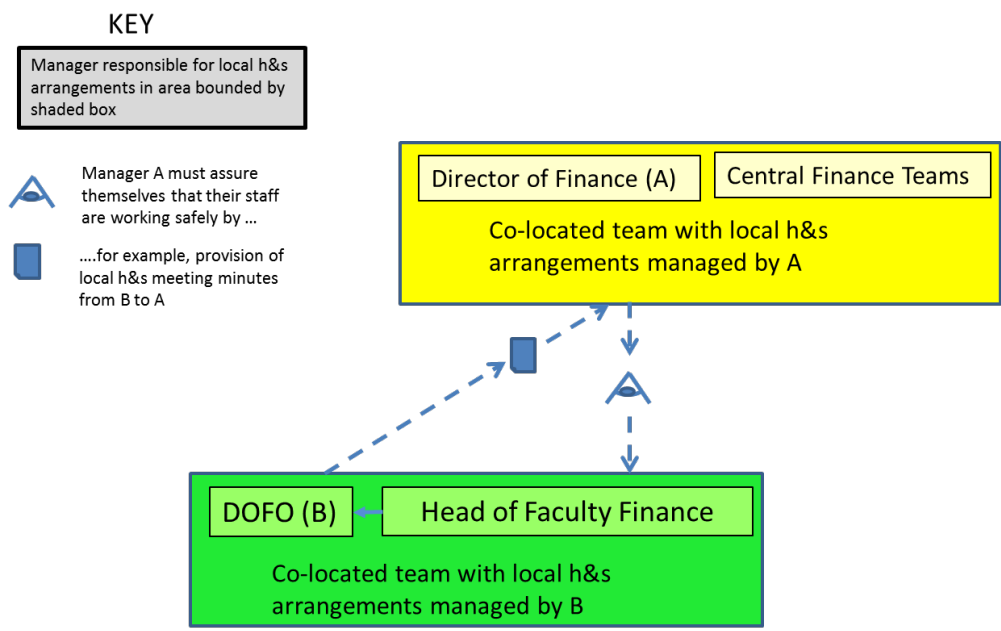 KEY
Manager responsible for local h&s
arrangements in area bounded by
shaded box
Manager A must assure
themselves that their staff
are working safely by ...
....for example, provision of
local h&s meeting minutes
from B to A
Director of Finance (A)
Central Finance Teams
Co-located team with local h&s
arrangements managed by A
DOFO (B)
Head of Faculty Finance
Co-located team with local h&s
arrangements managed by B